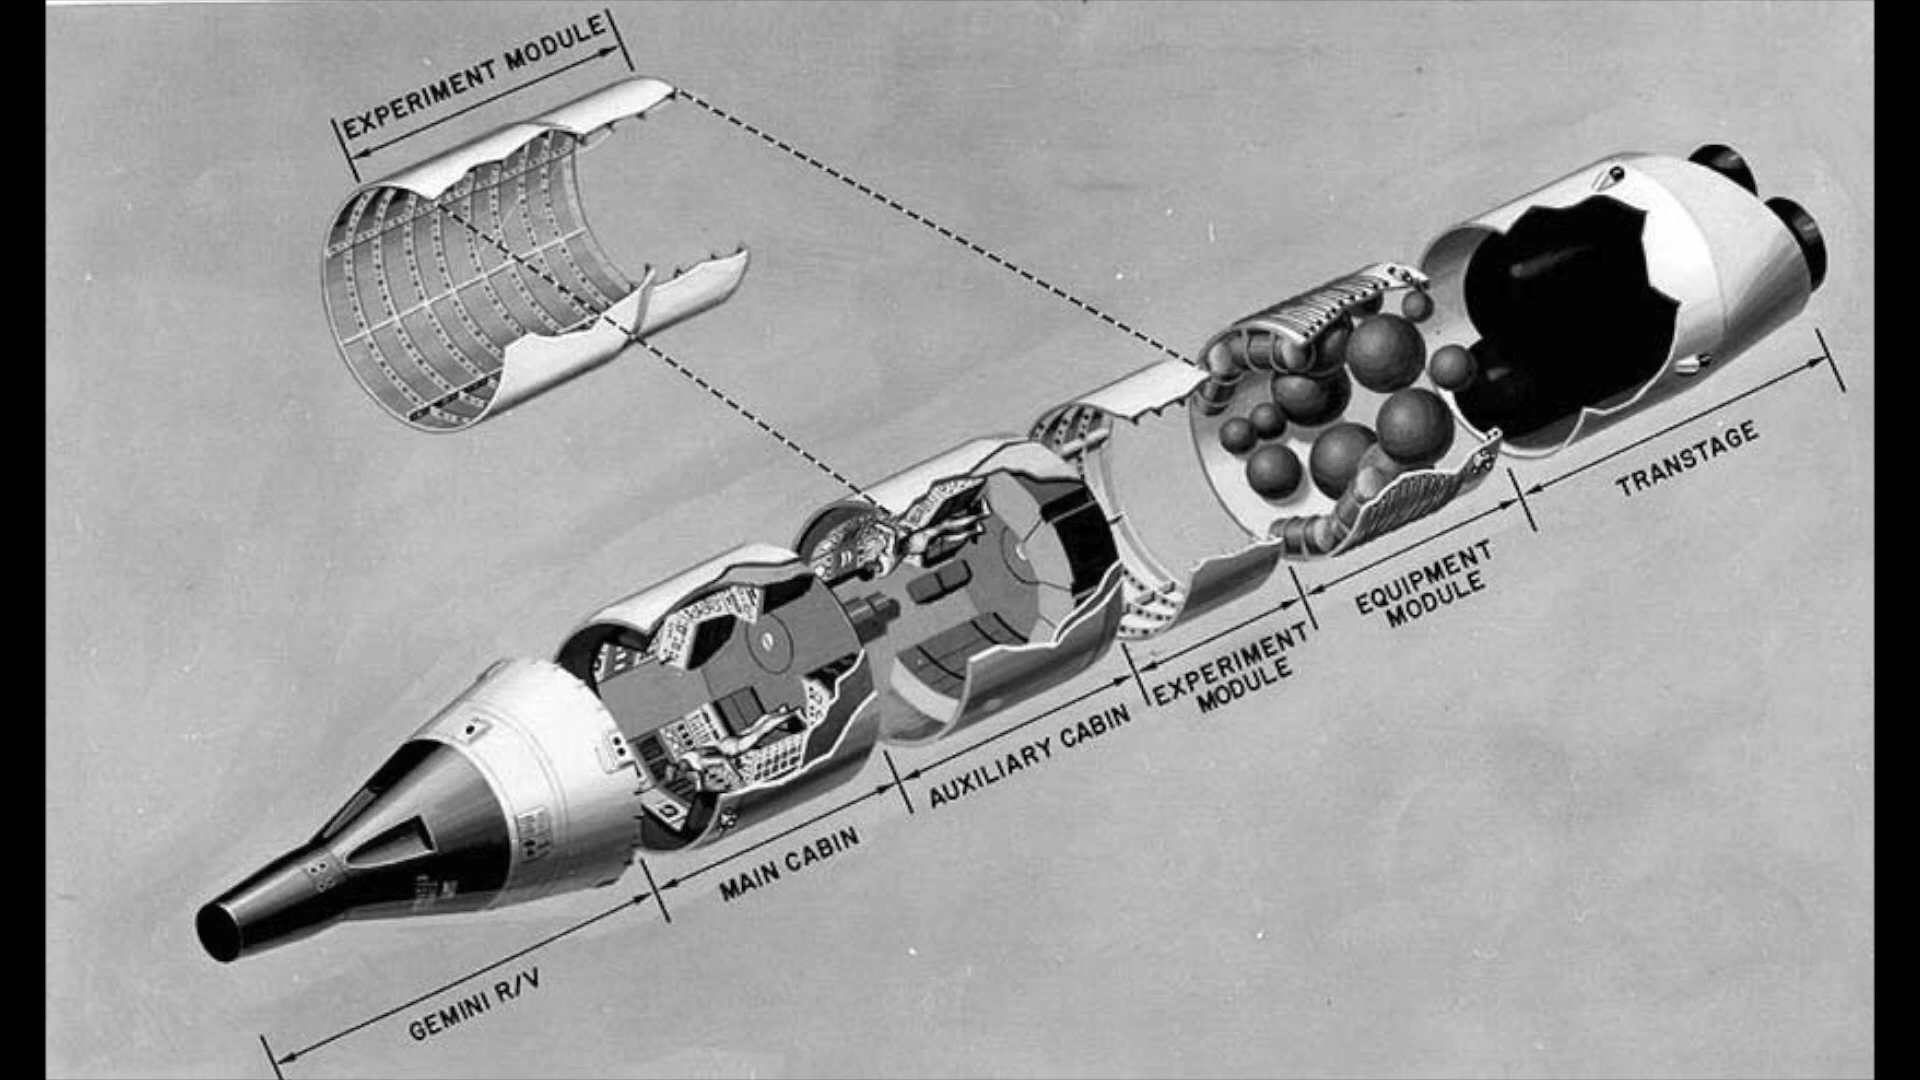 EXPERIMENT MODULE
TRANSTAGE
EQUIPMENT
MODULE
EXPERIMENT
MODULE
AUXILIARY CABIN
MAIN CABIN
GEMINI R/V